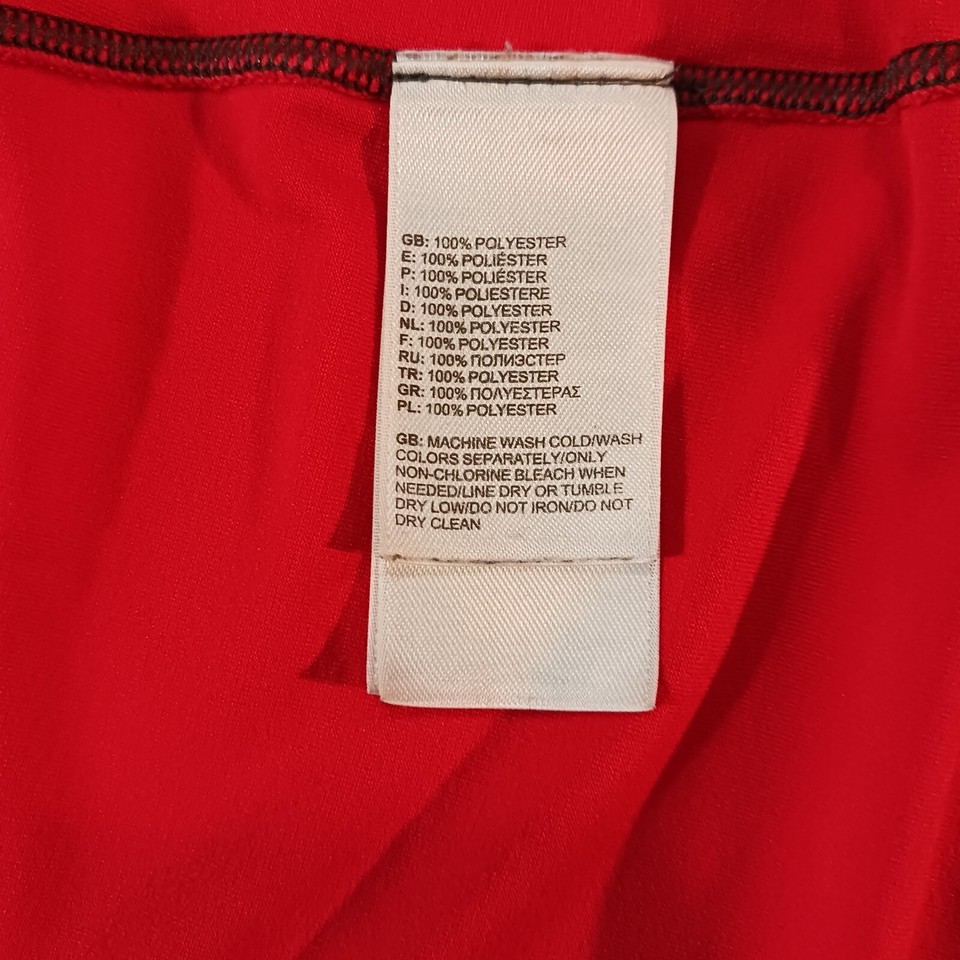 GB: 100% POLYESTER
E: 100% POLIÉSTER
P: 100% POLIÉSTER
I: 100% POLIESTERE
D: 100% POLYESTER
NL: 100% POLYESTER
F: 100% POLYESTER
RU: 100% ПОЛИЭСТЕР
TR: 100% POLYESTER
GR: 100% ΠΟΛΥΕΣΤΕΡΑΣ
PL: 100% POLYESTER
GB: MACHINE WASH COLD/WASH
COLORS SEPARATELY/ONLY
NON-CHLORINE BLEACH WHEN
NEEDED/LINE DRY OR TUMBLE
DRY LOW/DO NOT IRON/DO NOT
DRY CLEAN